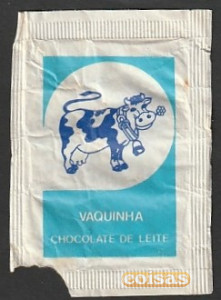 VAQUINHA
CHOCOLATE DE LEITE
coisas